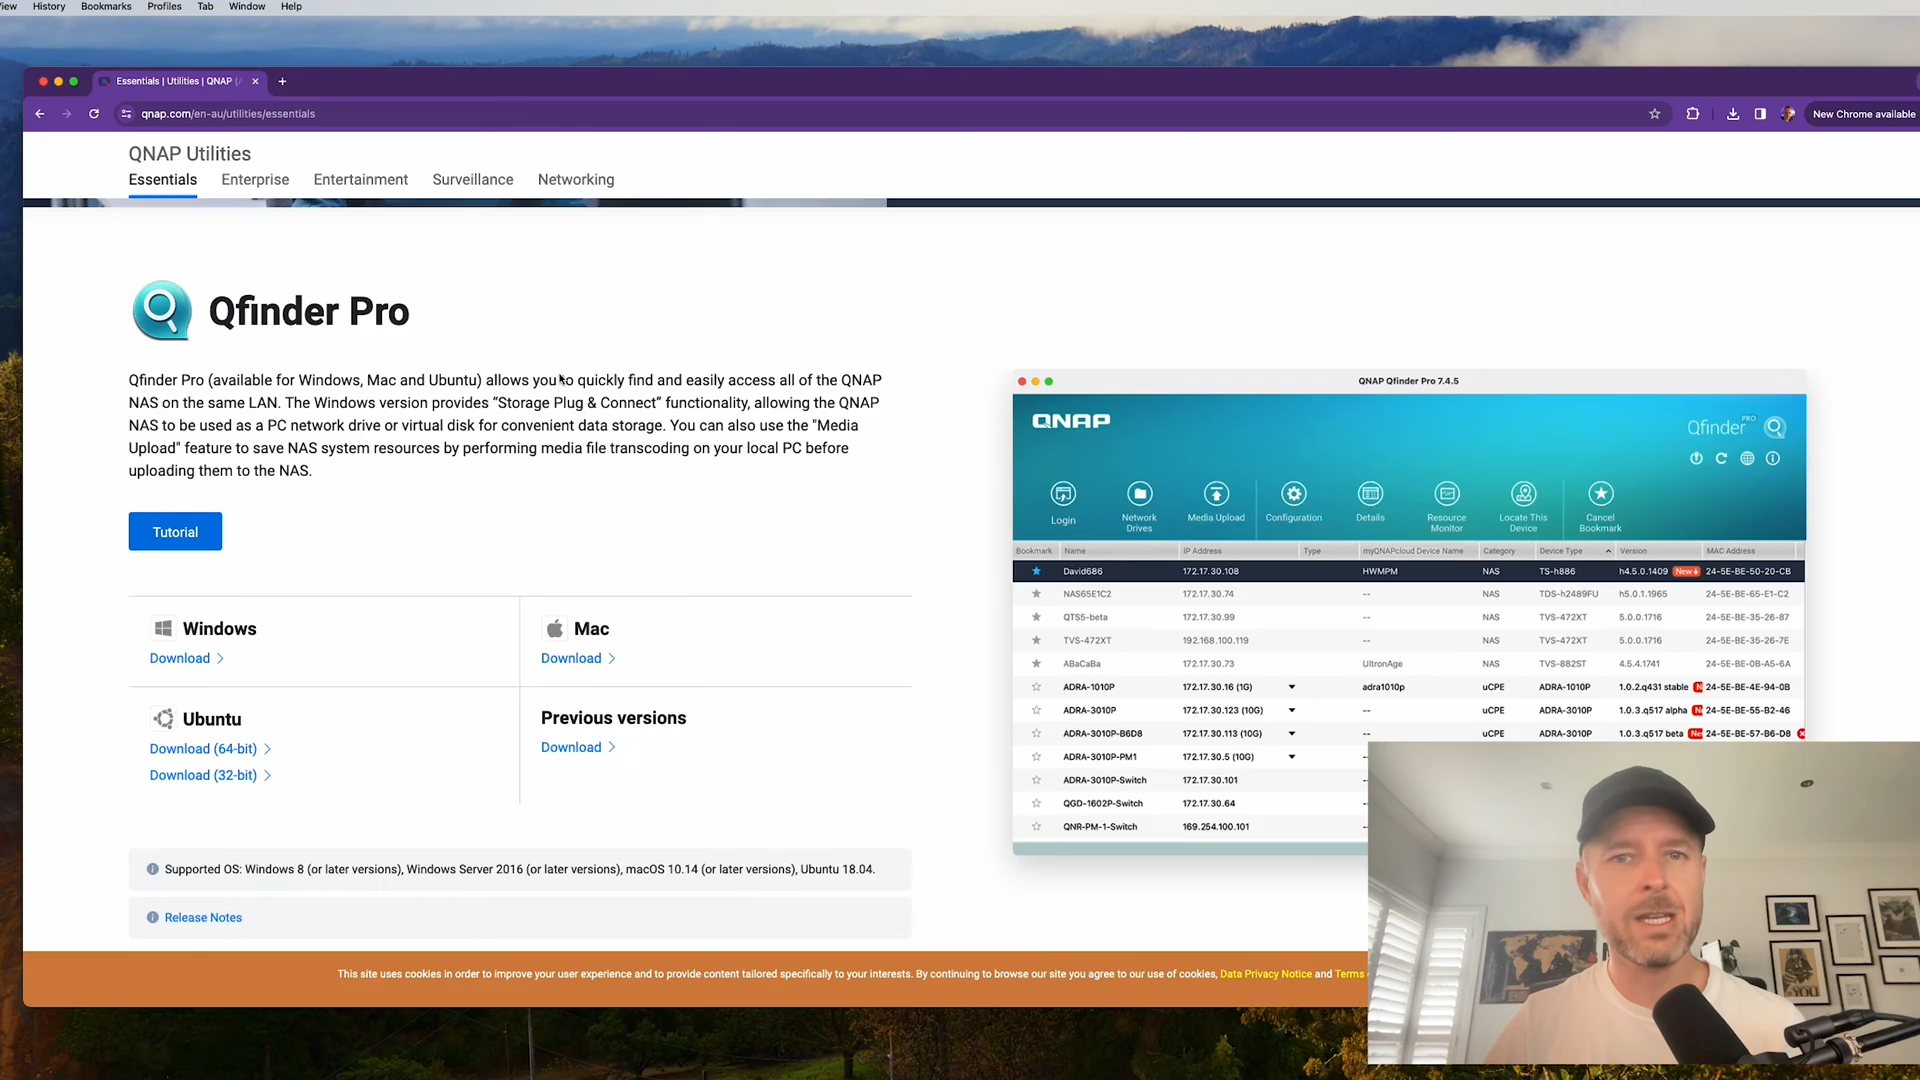 View History Bookmarks Profiles Tab Window Help
Essentials | Utilities | QNAP (A
qnap.com/en-au/utilities/essentials
New Chrome available
QNAP Utilities
Essentials Enterprise Entertainment Surveillance Networking
Qfinder Pro
Qfinder Pro (available for Windows, Mac and Ubuntu) allows you to quickly find and easily access all of the QNAP
NAS on the same LAN. The Windows version provides “Storage Plug & Connect” functionality, allowing the QNAP
NAS to be used as a PC network drive or virtual disk for convenient data storage. You can also use the "Media
Upload" feature to save NAS system resources by performing media file transcoding on your local PC before
uploading them to the NAS.
Tutorial
Windows
Download
Mac
Download
Ubuntu
Download (64-bit)
Download (32-bit)
Previous versions
Download
Supported OS: Windows 8 (or later versions), Windows Server 2016 (or later versions), macOS 10.14 (or later versions), Ubuntu 18.04.
Release Notes
QNAP Qfinder Pro 7.4.5
QNAP
Qfinder PRO
Login Network Drives Media Upload Configuration Details Resource Monitor Locate This Device Cancel Bookmark
Bookmark Name IP Address Type myQNAPcloud Device Name Category Device Type Version MAC Address
David686 172.17.30.108 HWMPM NAS TS-h886 h4.5.0.1409 New 24-5E-BE-50-20-CB
NAS65E1C2 172.17.30.74 -- NAS TDS-h2489FU h5.0.1.1965 24-5E-BE-65-E1-C2
QTS5-beta 172.17.30.99 -- NAS TVS-472XT 5.0.0.1716 24-5E-BE-35-26-87
TVS-472XT 192.168.100.119 -- NAS TVS-472XT 5.0.0.1716 24-5E-BE-35-26-7E
ABaCaBa 172.17.30.73 UltronAge NAS TVS-882ST 4.5.4.1741 24-5E-BE-0B-A5-6A
ADRA-1010P 172.17.30.16 (1G) adra1010p uCPE ADRA-1010P 1.0.2.q431 stable 24-5E-BE-4E-94-0B
ADRA-3010P 172.17.30.123 (10G) -- uCPE ADRA-3010P 1.0.3.q517 alpha 24-5E-BE-55-B2-46
ADRA-3010P-B6D8 172.17.30.113 (10G) -- uCPE ADRA-3010P 1.0.3.q517 beta 24-5E-BE-57-B6-D8
ADRA-3010P-PM1 172.17.30.5 (10G)
ADRA-3010P-Switch 172.17.30.101
QGD-1602P-Switch 172.17.30.64
QNR-PM-1-Switch 169.254.100.101
This site uses cookies in order to improve your user experience and to provide content tailored specifically to your interests. By continuing to browse our site you agree to our use of cookies, Data Privacy Notice and Terms